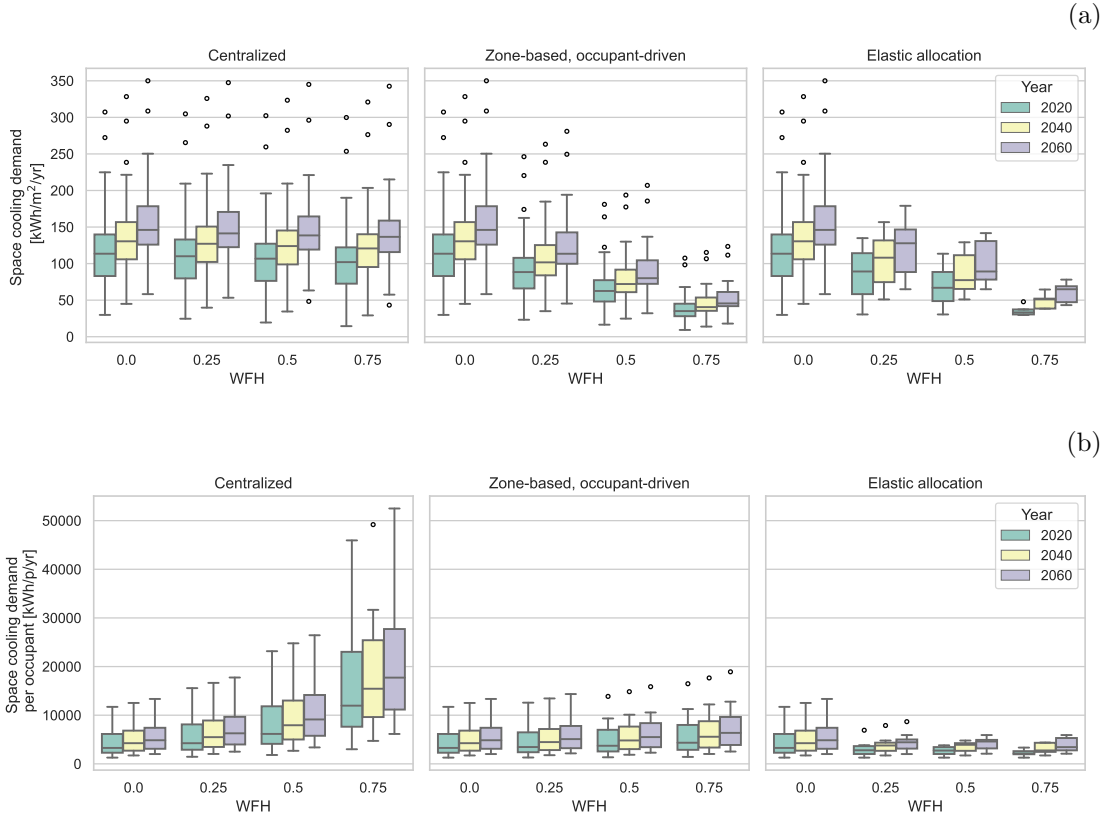 (a)
Centralized
Zone-based, occupant-driven
Elastic allocation
Space cooling demand
[kWh/m²/yr]
350
300
250
200
150
100
50
0
Year
2020
2040
2060
0.0 0.25 0.5 0.75
0.0 0.25 0.5 0.75
0.0 0.25 0.5 0.75
WFH
WFH
WFH
(b)
Centralized
Zone-based, occupant-driven
Elastic allocation
Space cooling demand
per occupant [kWh/p/yr]
50000
40000
30000
20000
10000
0
Year
2020
2040
2060
0.0 0.25 0.5 0.75
0.0 0.25 0.5 0.75
0.0 0.25 0.5 0.75
WFH
WFH
WFH